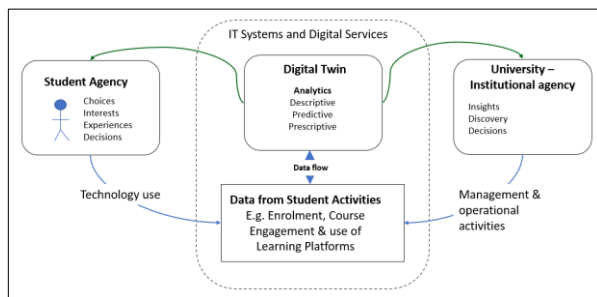 IT Systems and Digital Services
Student Agency
Choices
Interests
Experiences
Decisions
Digital Twin
Analytics
Descriptive
Predictive
Prescriptive
University –
Institutional agency
Insights
Discovery
Decisions
Data flow
Technology use
Data from Student Activities
E.g. Enrolment, Course
Engagement & use of
Learning Platforms
Management &
operational
activities